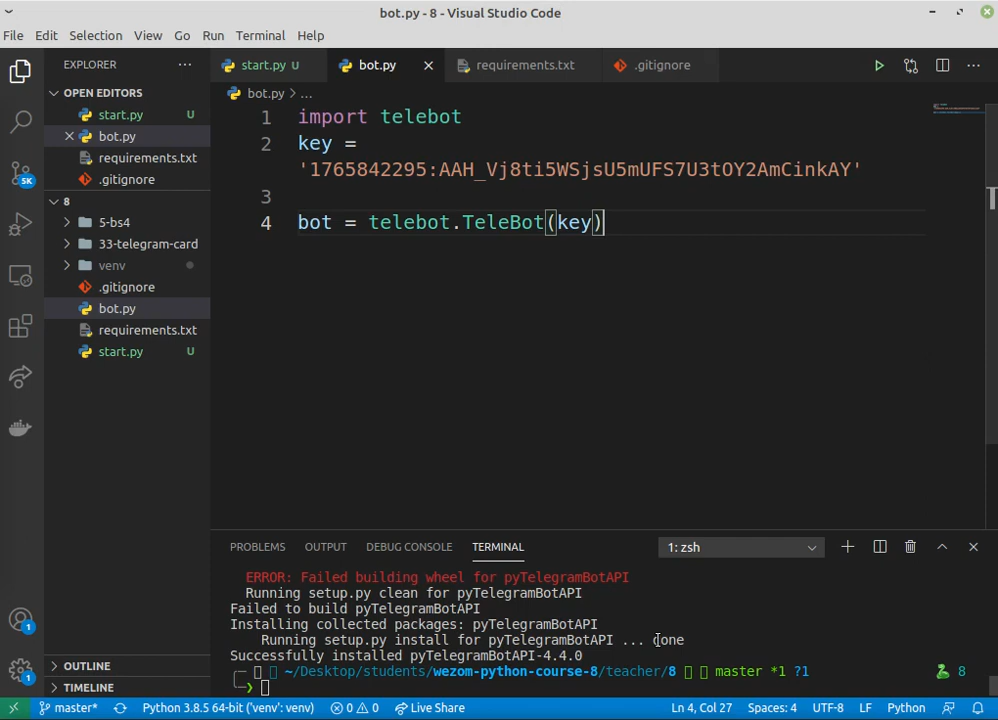 bot.py - 8 - Visual Studio Code
File Edit Selection View Go Run Terminal Help
EXPLORER
start.py U
bot.py
requirements.txt
.gitignore
OPEN EDITORS
start.py U
bot.py
requirements.txt
.gitignore
8
5-bs4
33-telegram-card
venv
.gitignore
bot.py
requirements.txt
start.py U
OUTLINE
TIMELINE
5K
1
1
bot.py > ...
1 import telebot
2 key =
'1765842295:AAH_Vj8ti5WSjsU5mUFS7U3tOY2AmCinkAY'
3
4 bot = telebot.TeleBot(key)
PROBLEMS OUTPUT DEBUG CONSOLE TERMINAL
1: zsh
ERROR: Failed building wheel for pyTelegramBotAPI
Running setup.py clean for pyTelegramBotAPI
Failed to build pyTelegramBotAPI
Installing collected packages: pyTelegramBotAPI
Running setup.py install for pyTelegramBotAPI ... done
Successfully installed pyTelegramBotAPI-4.4.0
~/Desktop/students/wezom-python-course-8/teacher/8 master *1 ?1 8
master* Python 3.8.5 64-bit ('venv': venv) 0 0 Live Share Ln 4, Col 27 Spaces: 4 UTF-8 LF Python